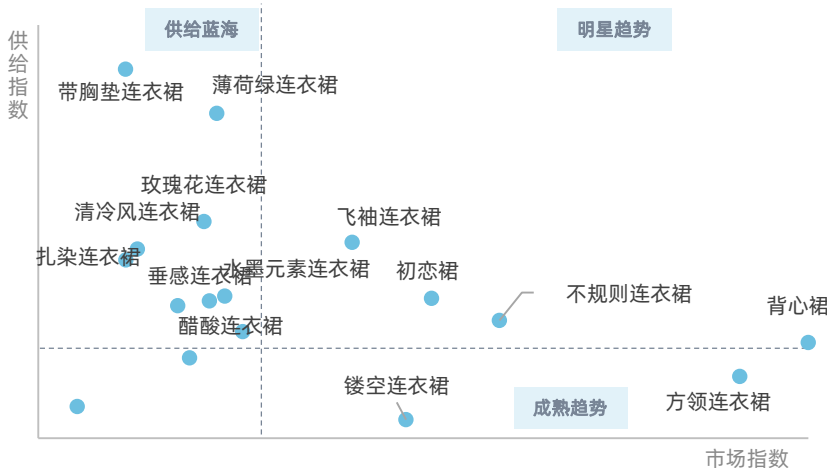 供给蓝海
明星趋势
供给指数
带胸垫连衣裙
薄荷绿连衣裙
玫瑰花连衣裙
清冷风连衣裙
飞袖连衣裙
扎染连衣裙
垂感连衣裙
水墨元素连衣裙
初恋裙
不规则连衣裙
背心裙
醋酸连衣裙
镂空连衣裙
成熟趋势
方领连衣裙
市场指数